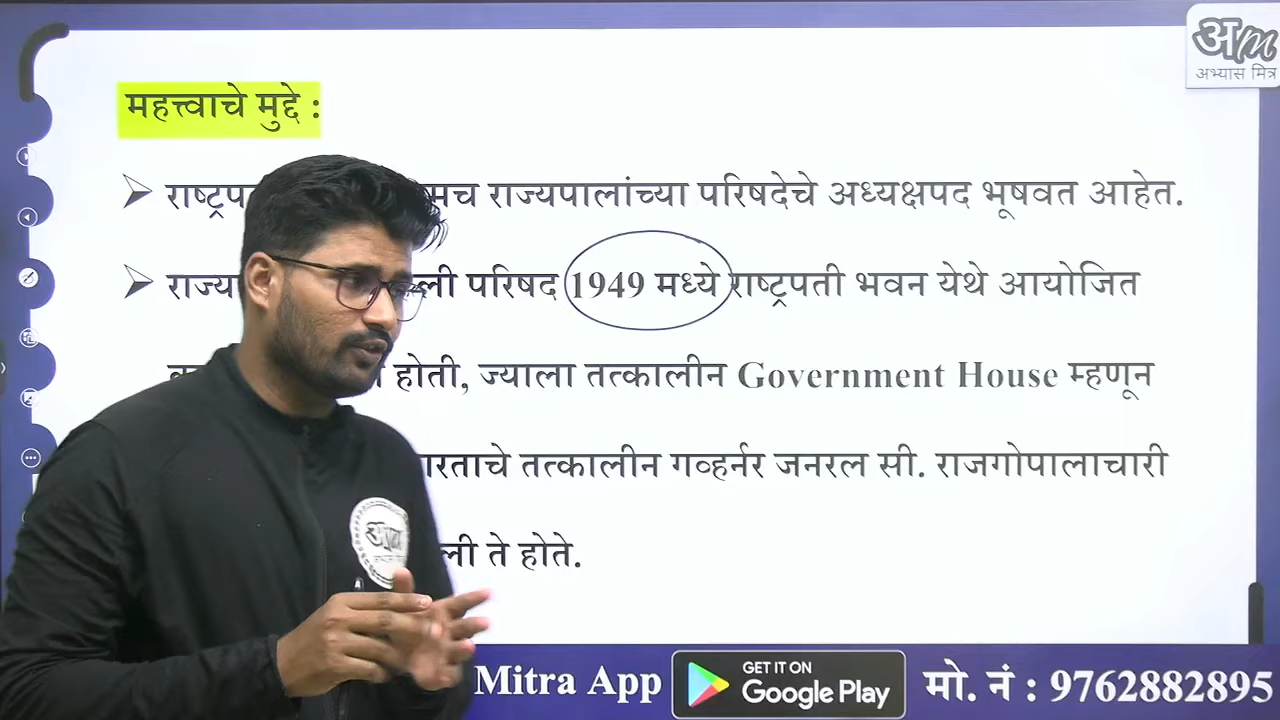 अm
अभ्यास मित्र
महत्त्वाचे मुद्दे :
राष्ट्रप मच राज्यपालांच्या परिषदेचे अध्यक्षपद भूषवत आहेत.
राज्य ली परिषद 1949 मध्ये राष्ट्रपती भवन येथे आयोजित
होती, ज्याला तत्कालीन Government House म्हणून
रताचे तत्कालीन गव्हर्नर जनरल सी. राजगोपालाचारी
ली ते होते.
Mitra App GET IT ON Google Play मो. नं : 9762882895